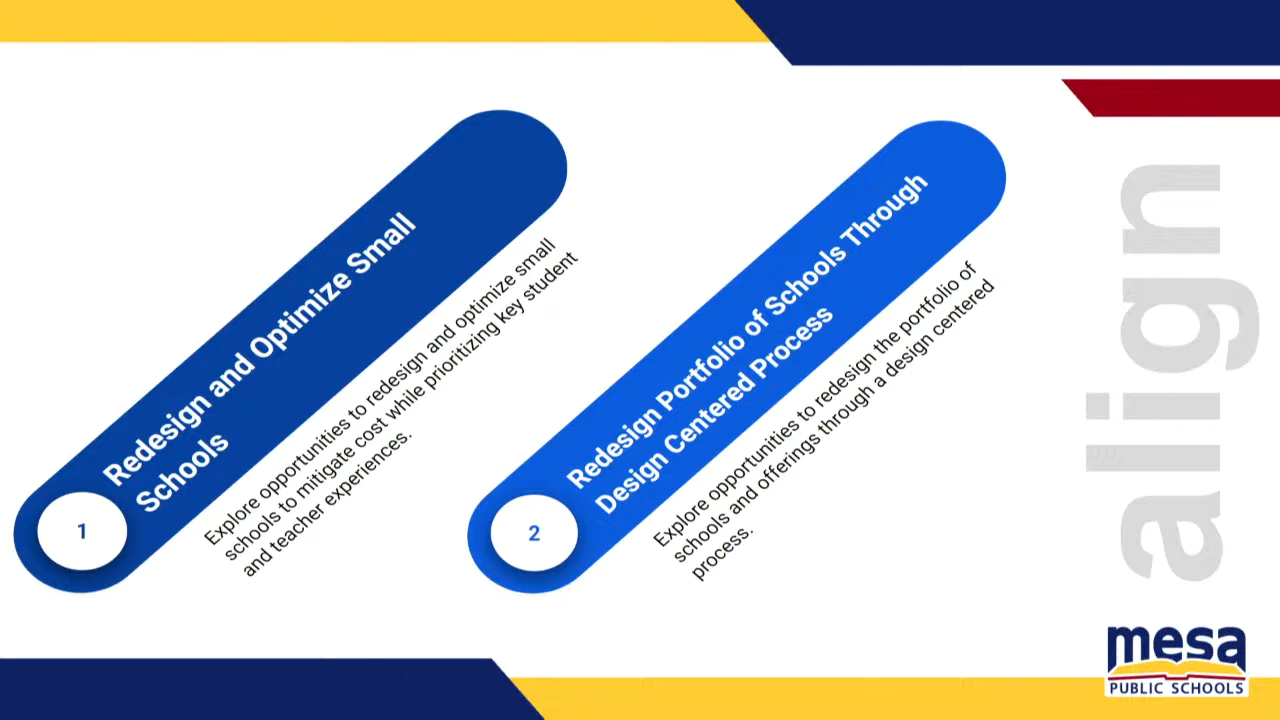 Redesign and Optimize Small
Schools
1
Explore opportunities to redesign and optimize small
schools to mitigate cost while prioritizing key student
and teacher experiences.
Redesign Portfolio of Schools Through
Design Centered Process
2
Explore opportunities to redesign the portfolio of
schools and offerings through a design centered
process.
align
mesa
PUBLIC SCHOOLS